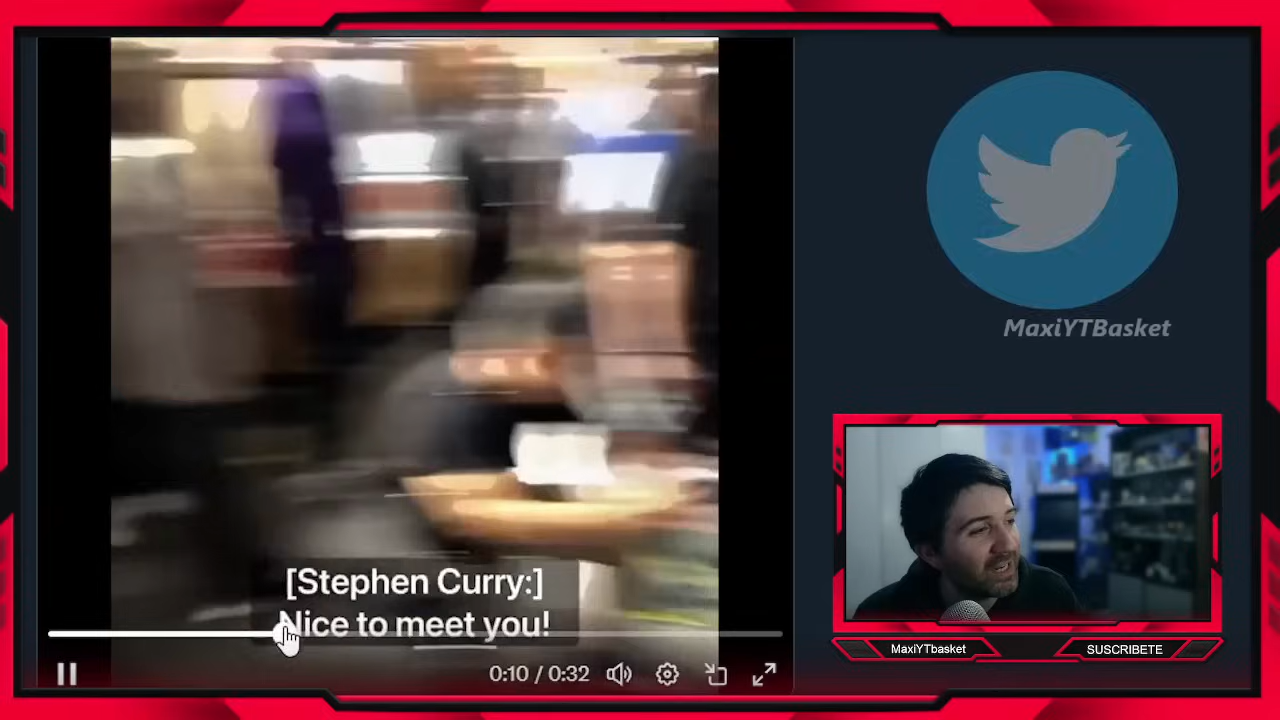 [Stephen Curry:]
Nice to meet you!
0:10 / 0:32
MaxiYTBasket
MaxiYTbasket
SUSCRIBETE